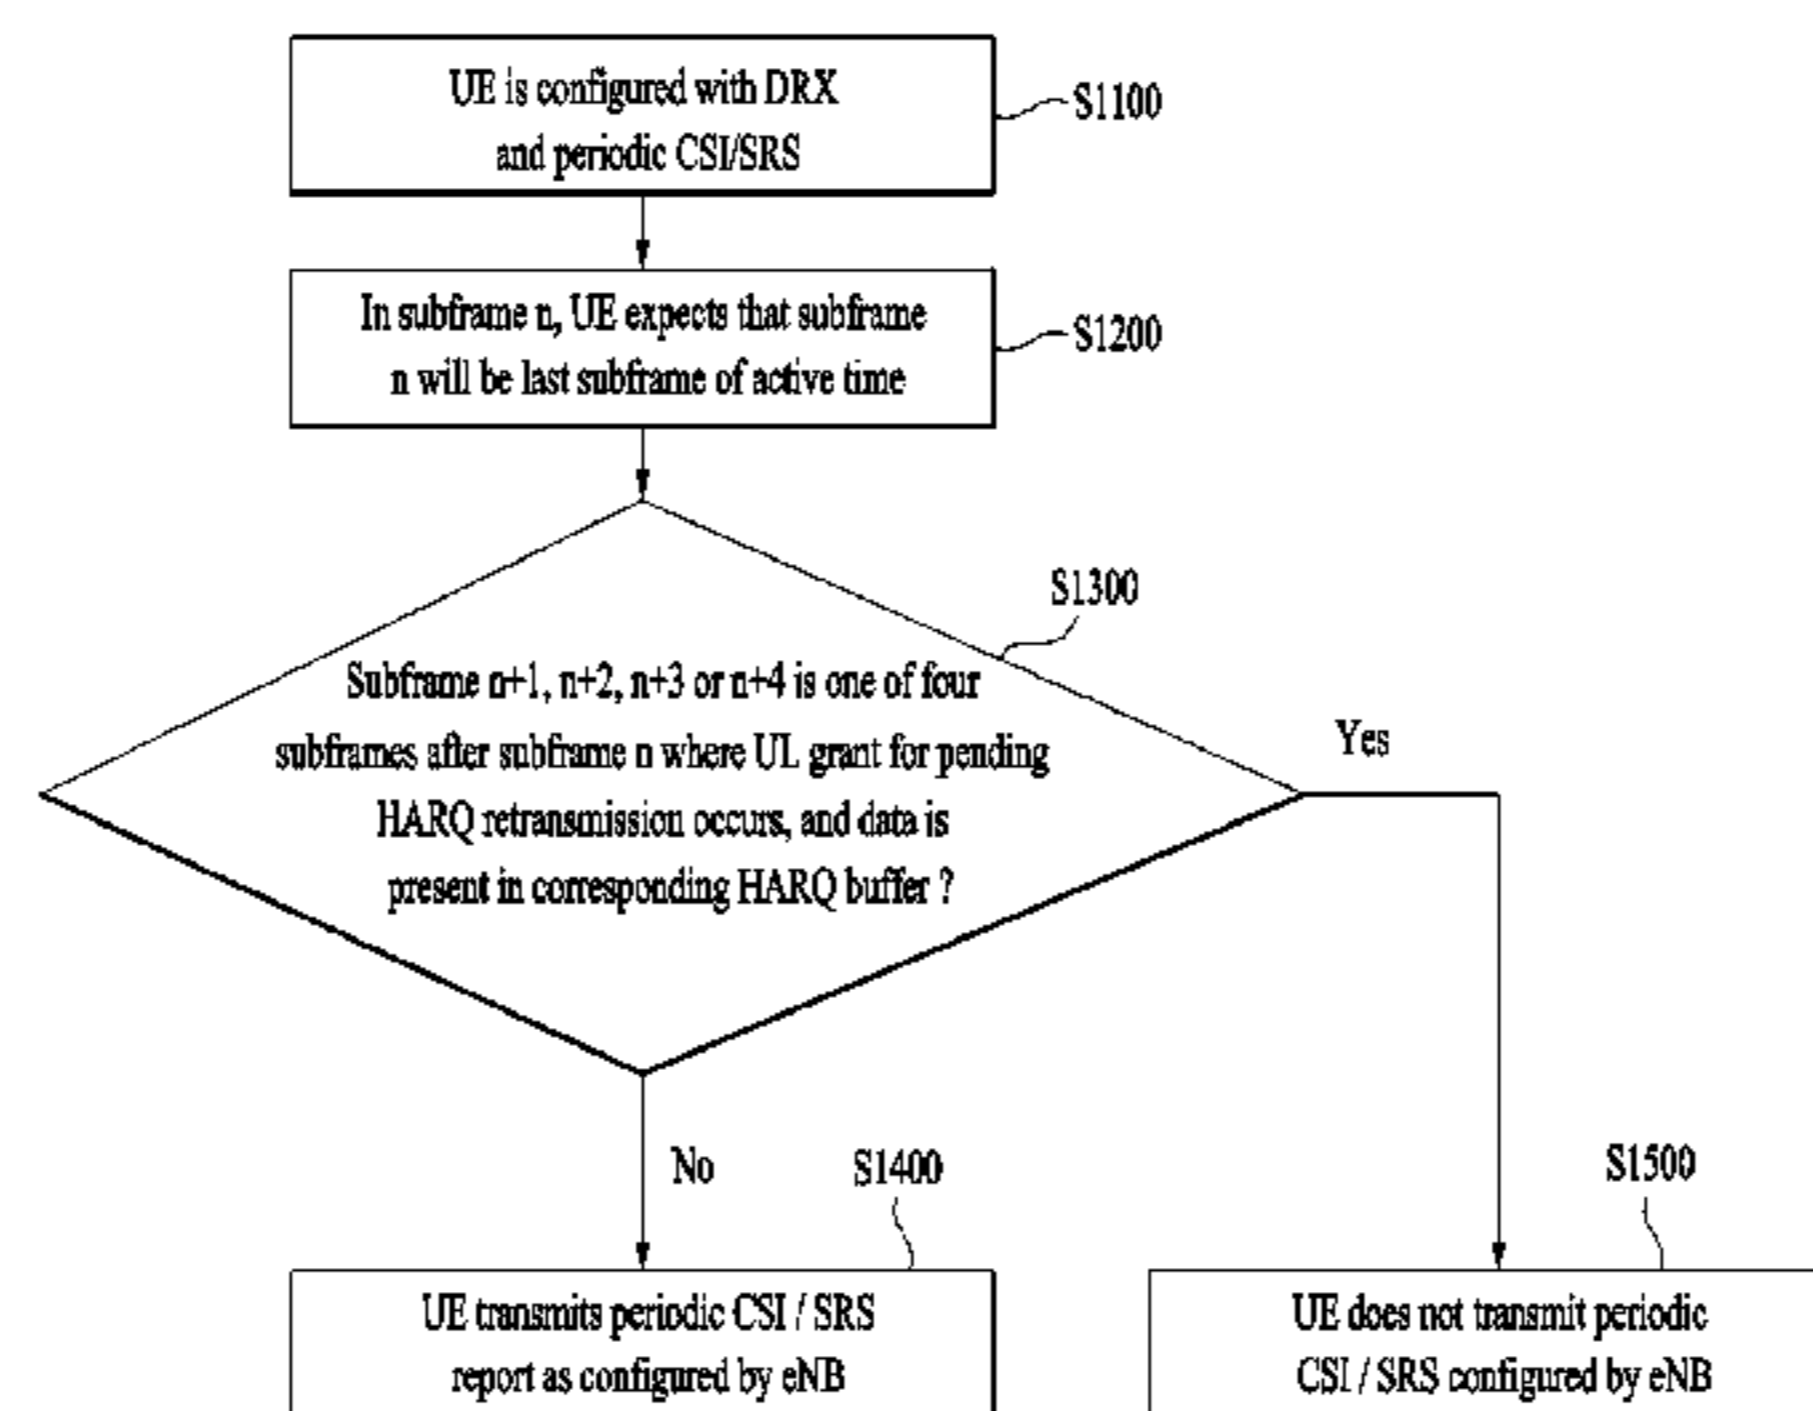 UE is configured with DRX
and periodic CSI/SRS
S1100
In subframe n, UE expects that subframe
n will be last subframe of active time
S1200
S1300
Subframe n+1, n+2, n+3 or n+4 is one of four
subframes after subframe n where UL grant for pending
HARQ retransmission occurs, and data is
present in corresponding HARQ buffer ?
Yes
No
S1400
S1500
UE transmits periodic CSI / SRS
report as configured by eNB
UE does not transmit periodic
CSI / SRS configured by eNB